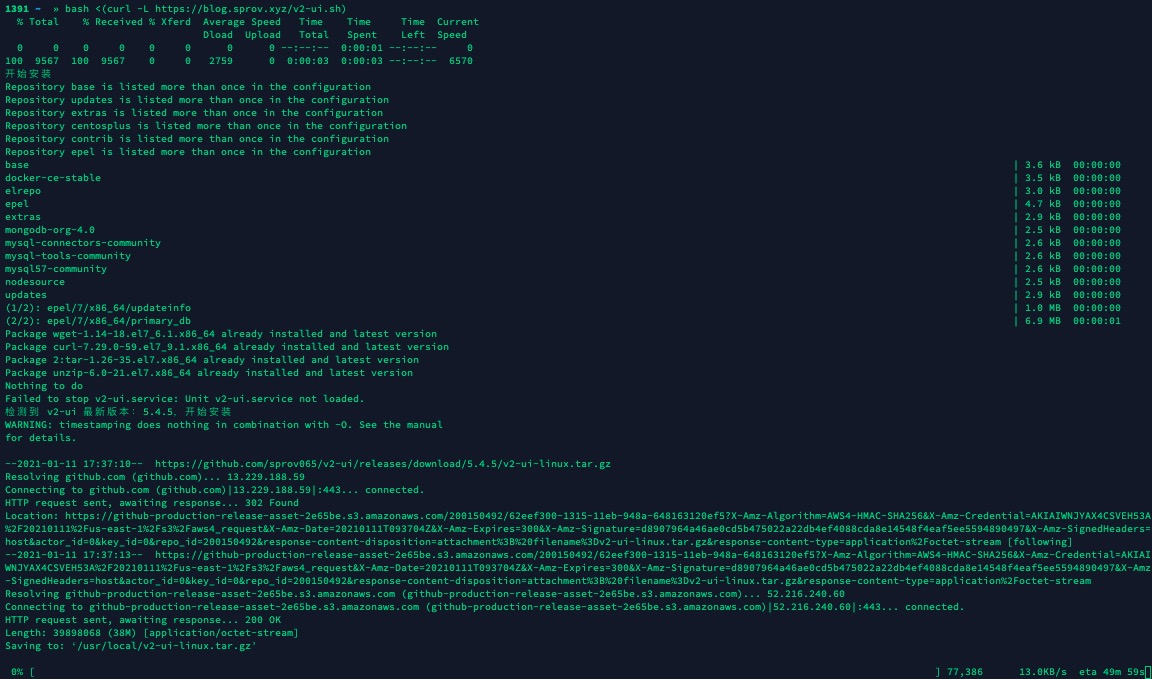 1391 ~  » bash <(curl -L https://blog.sprov.xyz/v2-ui.sh)
  % Total    % Received % Xferd  Average Speed   Time    Time     Time  Current
                                 Dload  Upload   Total   Spent    Left  Speed
  0     0    0     0    0     0      0      0 --:--:--  0:00:01 --:--:--     0
100  9567  100  9567    0     0   2759      0  0:00:03  0:00:03 --:--:--  6570
开始安装
Repository base is listed more than once in the configuration
Repository updates is listed more than once in the configuration
Repository extras is listed more than once in the configuration
Repository centosplus is listed more than once in the configuration
Repository contrib is listed more than once in the configuration
Repository epel is listed more than once in the configuration
base | 3.6 kB  00:00:00
docker-ce-stable | 3.5 kB  00:00:00
elrepo | 3.0 kB  00:00:00
epel | 4.7 kB  00:00:00
extras | 2.9 kB  00:00:00
mongodb-org-4.0 | 2.5 kB  00:00:00
mysql-connectors-community | 2.6 kB  00:00:00
mysql-tools-community | 2.6 kB  00:00:00
mysql57-community | 2.6 kB  00:00:00
nodesource | 2.5 kB  00:00:00
updates | 2.9 kB  00:00:00
(1/2): epel/7/x86_64/updateinfo | 1.0 MB  00:00:00
(2/2): epel/7/x86_64/primary_db | 6.9 MB  00:00:01
Package wget-1.14-18.el7_6.1.x86_64 already installed and latest version
Package curl-7.29.0-59.el7_9.1.x86_64 already installed and latest version
Package 2:tar-1.26-35.el7.x86_64 already installed and latest version
Package unzip-6.0-21.el7.x86_64 already installed and latest version
Nothing to do
Failed to stop v2-ui.service: Unit v2-ui.service not loaded.
检测到 v2-ui 最新版本：5.4.5，开始安装
WARNING: timestamping does nothing in combination with -O. See the manual
for details.
--2021-01-11 17:37:10--  https://github.com/sprov065/v2-ui/releases/download/5.4.5/v2-ui-linux.tar.gz
Resolving github.com (github.com)... 13.229.188.59
Connecting to github.com (github.com)|13.229.188.59|:443... connected.
HTTP request sent, awaiting response... 302 Found
Location: https://github-production-release-asset-2e65be.s3.amazonaws.com/200150492/62eef300-1315-11eb-948a-648163120ef5?X-Amz-Algorithm=AWS4-HMAC-SHA256&X-Amz-Credential=AKIAIWNJYAX4CSVEH53A
%2F20210111%2Fus-east-1%2Fs3%2Faws4_request&X-Amz-Date=20210111T093704Z&X-Amz-Expires=300&X-Amz-Signature=d8907964a46ae0cd5b475022a22db4ef4088cda8e14548f4eaf5ee5594890497&X-Amz-SignedHeaders=
host&actor_id=0&key_id=0&repo_id=200150492&response-content-disposition=attachment%3B%20filename%3Dv2-ui-linux.tar.gz&response-content-type=application%2Foctet-stream [following]
--2021-01-11 17:37:13--  https://github-production-release-asset-2e65be.s3.amazonaws.com/200150492/62eef300-1315-11eb-948a-648163120ef5?X-Amz-Algorithm=AWS4-HMAC-SHA256&X-Amz-Credential=AKIAI
WNJYAX4CSVEH53A%2F20210111%2Fus-east-1%2Fs3%2Faws4_request&X-Amz-Date=20210111T093704Z&X-Amz-Expires=300&X-Amz-Signature=d8907964a46ae0cd5b475022a22db4ef4088cda8e14548f4eaf5ee5594890497&X-Amz
-SignedHeaders=host&actor_id=0&key_id=0&repo_id=200150492&response-content-disposition=attachment%3B%20filename%3Dv2-ui-linux.tar.gz&response-content-type=application%2Foctet-stream
Resolving github-production-release-asset-2e65be.s3.amazonaws.com (github-production-release-asset-2e65be.s3.amazonaws.com)... 52.216.240.60
Connecting to github-production-release-asset-2e65be.s3.amazonaws.com (github-production-release-asset-2e65be.s3.amazonaws.com)|52.216.240.60|:443... connected.
HTTP request sent, awaiting response... 200 OK
Length: 39898068 (38M) [application/octet-stream]
Saving to: ‘/usr/local/v2-ui-linux.tar.gz’
 0% [ ] 77,386      13.0KB/s  eta 49m 59s